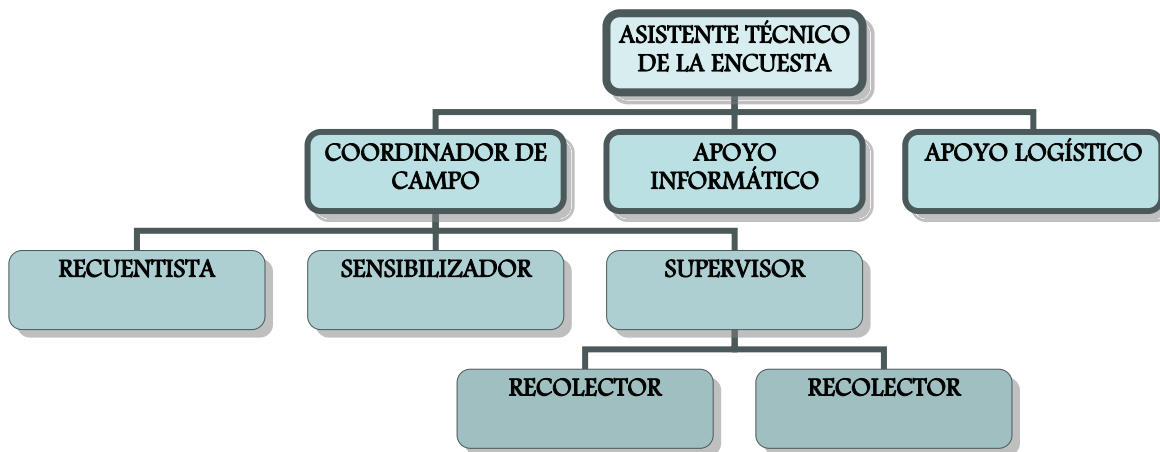 ASISTENTE TÉCNICO
DE LA ENCUESTA
COORDINADOR DE
CAMPO
APOYO
INFORMÁTICO
APOYO LOGÍSTICO
RECUENTISTA
SENSIBILIZADOR
SUPERVISOR
RECOLECTOR
RECOLECTOR